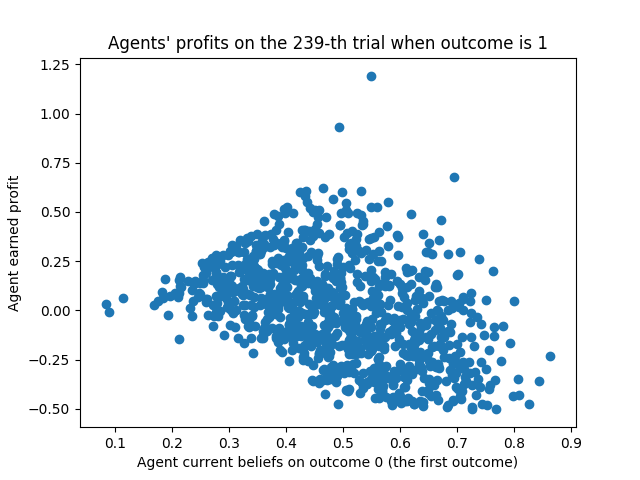 Agents' profits on the 239-th trial when outcome is 1
1.25
1.00
0.75
0.50
0.25
0.00
−0.25
−0.50
Agent earned profit
0.1 0.2 0.3 0.4 0.5 0.6 0.7 0.8 0.9
Agent current beliefs on outcome 0 (the first outcome)